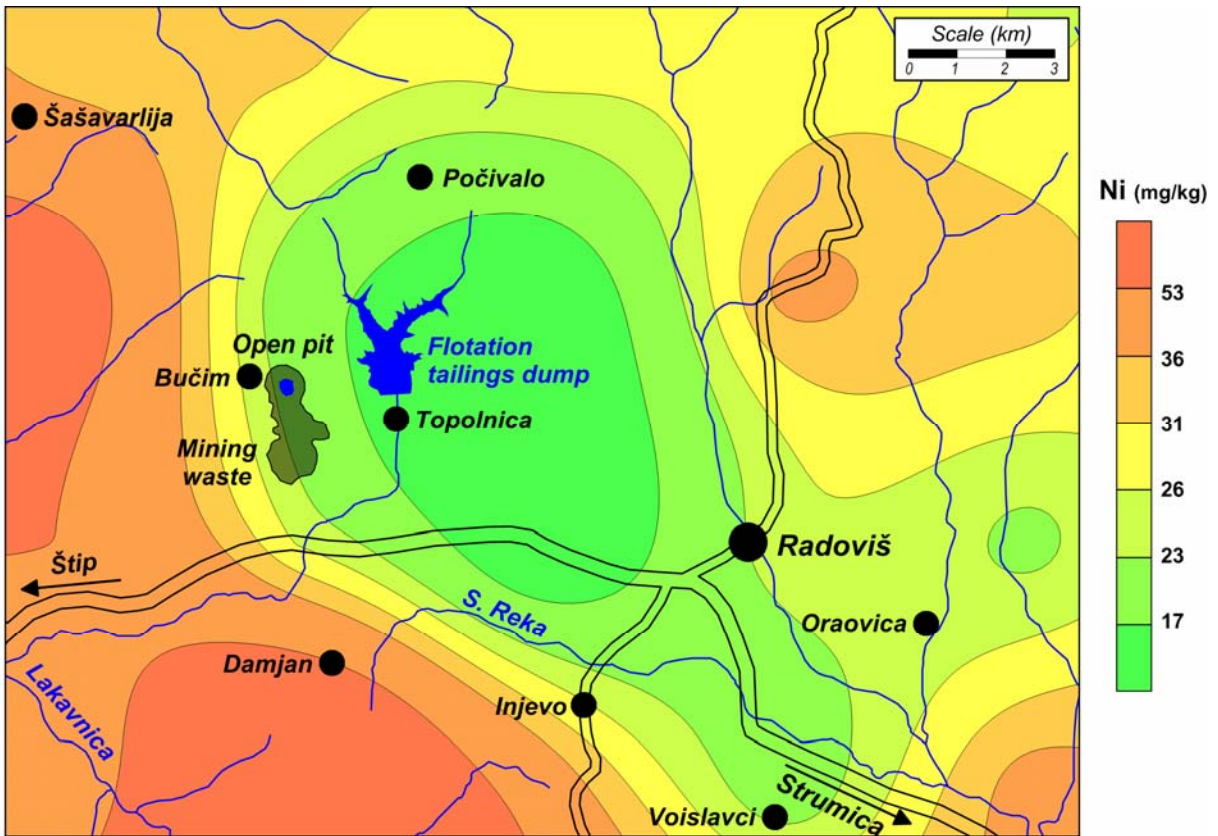 Scale (km)
0 1 2 3
Šašavarlija
Počivalo
Ni (mg/kg)
53
36
31
26
23
17
Open pit
Bučim
Flotation
tailings dump
Topolnica
Mining
waste
Radoviš
Štip
S. Reka
Oraovica
Damjan
Lakavnica
Injevo
Strumica
Voislavci